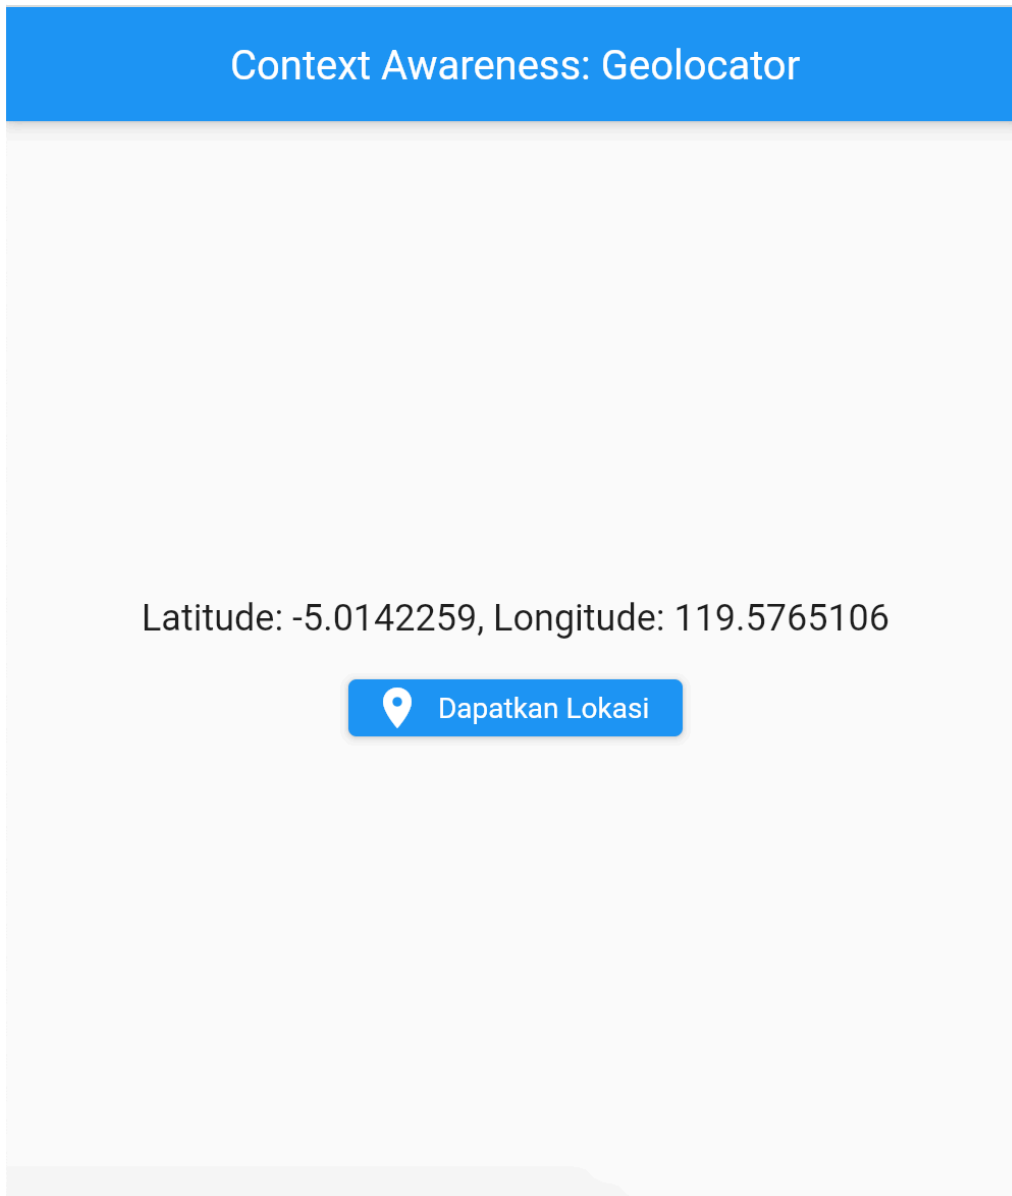 Context Awareness: Geolocator
Latitude: -5.0142259, Longitude: 119.5765106
Dapatkan Lokasi